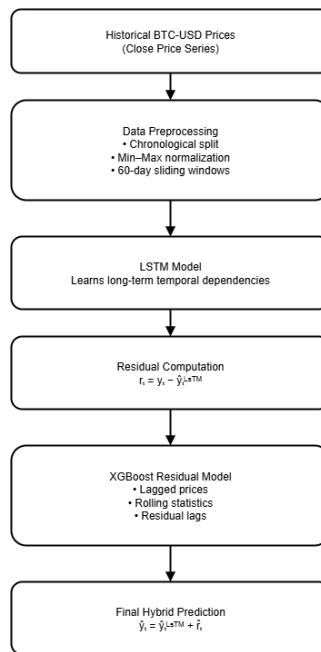 Historical BTC-USD Prices
(Close Price Series)
Data Preprocessing
• Chronological split
• Min–Max normalization
• 60-day sliding windows
LSTM Model
Learns long-term temporal dependencies
Residual Computation
rₜ = yₜ − ŷₜᴸˢᵀᴹ
XGBoost Residual Model
• Lagged prices
• Rolling statistics
• Residual lags
Final Hybrid Prediction
ŷₜ = ŷₜᴸˢᵀᴹ + r̂ₜ